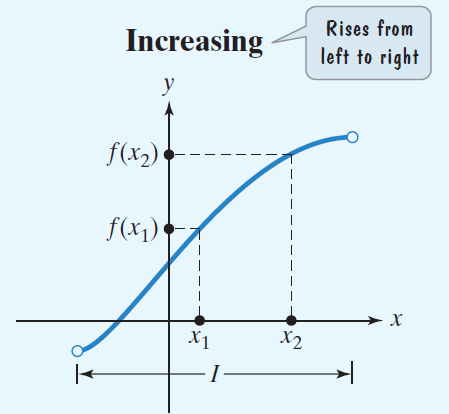 Increasing
Rises from
left to right
y
f(x₂)
f(x₁)
x
x₁
x₂
I